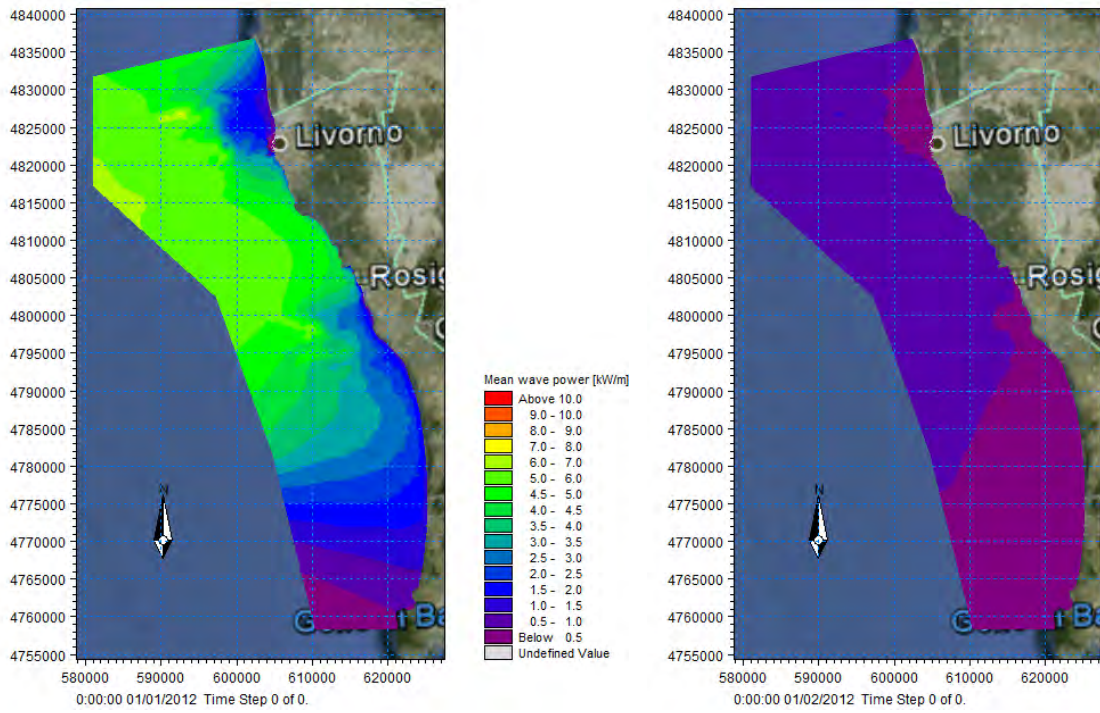 4840000
4835000
4830000
4825000
4820000
4815000
4810000
4805000
4800000
4795000
4790000
4785000
4780000
4775000
4770000
4765000
4760000
4755000
580000 590000 600000 610000 620000
0:00:00 01/01/2012 Time Step 0 of 0.
Livorno
Rosig
N
Mean wave power [kW/m]
Above 10.0
9.0 - 10.0
8.0 - 9.0
7.0 - 8.0
6.0 - 7.0
5.0 - 6.0
4.5 - 5.0
4.0 - 4.5
3.5 - 4.0
3.0 - 3.5
2.5 - 3.0
2.0 - 2.5
1.5 - 2.0
1.0 - 1.5
0.5 - 1.0
Below 0.5
Undefined Value
4840000
4835000
4830000
4825000
4820000
4815000
4810000
4805000
4800000
4795000
4790000
4785000
4780000
4775000
4770000
4765000
4760000
4755000
580000 590000 600000 610000 620000
0:00:00 01/02/2012 Time Step 0 of 0.
Livorno
Rosig
N